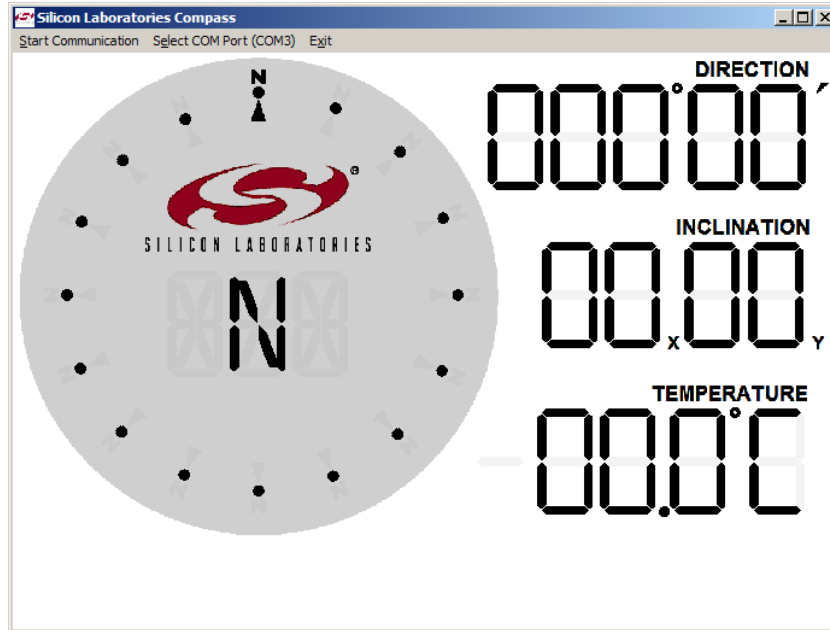 Silicon Laboratories Compass
Start Communication Select COM Port (COM3) Exit
N
SILICON LABORATORIES ®
N
DIRECTION
000°00′
INCLINATION
00.00
X Y
TEMPERATURE
00.0°C